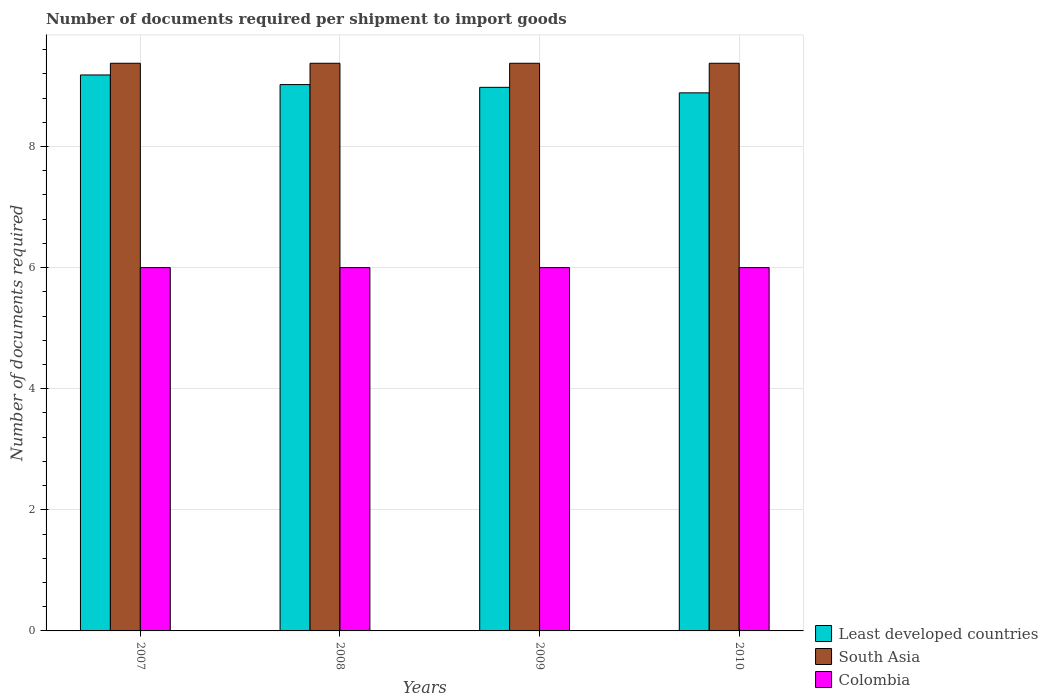 Number of documents required per shipment to import goods
Number of documents required
8
6
4
2
0
2007
2008
2009
2010
Years
Least developed countries
South Asia
Colombia